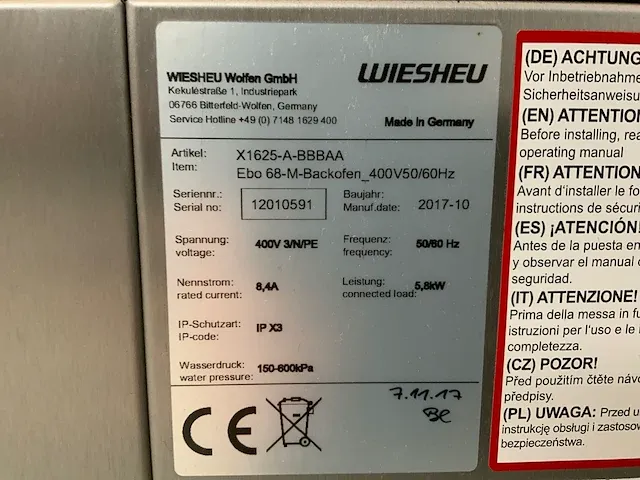 WIESHEU Wolfen GmbH
Kekuléstraße 1, Industriepark
06766 Bitterfeld-Wolfen, Germany
Service Hotline +49 (0) 7148 1629 400
WIESHEU
Made in Germany
Artikel: X1625-A-BBBAA
Item: Ebo 68-M-Backofen_400V50/60Hz
Seriennr.: Baujahr:
Serial no: 12010591 Manuf.date: 2017-10
Spannung: 400V 3/N/PE Frequenz: 50/60 Hz
voltage: frequency:
Nennstrom: 8,4A Leistung: 5,8kW
rated current: connected load:
IP-Schutzart: IP X3
IP-code:
Wasserdruck: 150-600kPa
water pressure:
7.11.17
CE
(DE) ACHTUNG
Vor Inbetriebnahme
Sicherheitsanweisu
(EN) ATTENTION
Before installing, rea
operating manual
(FR) ATTENTION
Avant d'installer le fo
instructions de sécuri
(ES) ¡ATENCIÓN!
Antes de la puesta en
y observar el manual
seguridad.
(IT) ATTENZIONE!
Prima della messa in fu
istruzioni per l'uso e le
completezza.
(CZ) POZOR!
Před použitím čtěte návo
předpisy.
(PL) UWAGA: Przed u
instrukcję obsługi i zastosow
bezpieczeństwa.